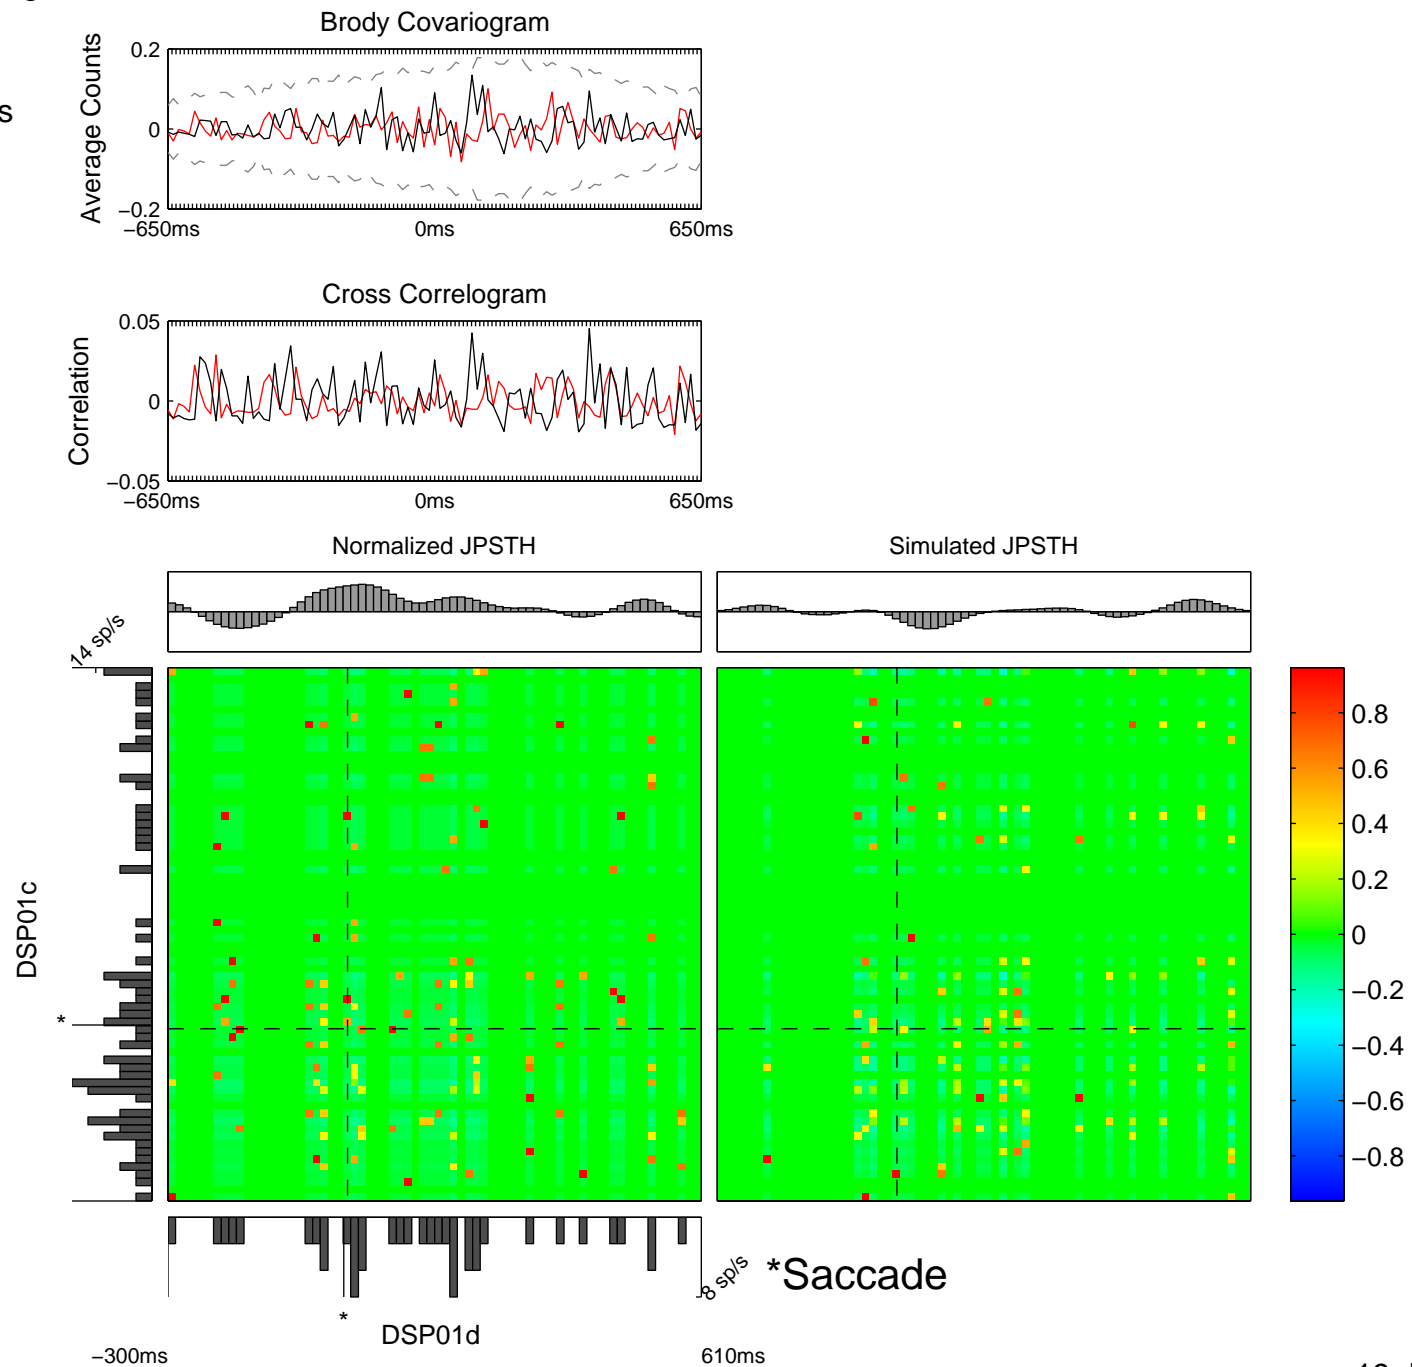 Brody Covariogram
Average Counts
0.2
0
−0.2
−650ms
0ms
650ms
s
Cross Correlogram
Correlation
0.05
0
−0.05
−650ms
0ms
650ms
Normalized JPSTH
Simulated JPSTH
14 sp/s
DSP01c
*
0.8
0.6
0.4
0.2
0
−0.2
−0.4
−0.6
−0.8
8 sp/s
*Saccade
*
DSP01d
−300ms
610ms